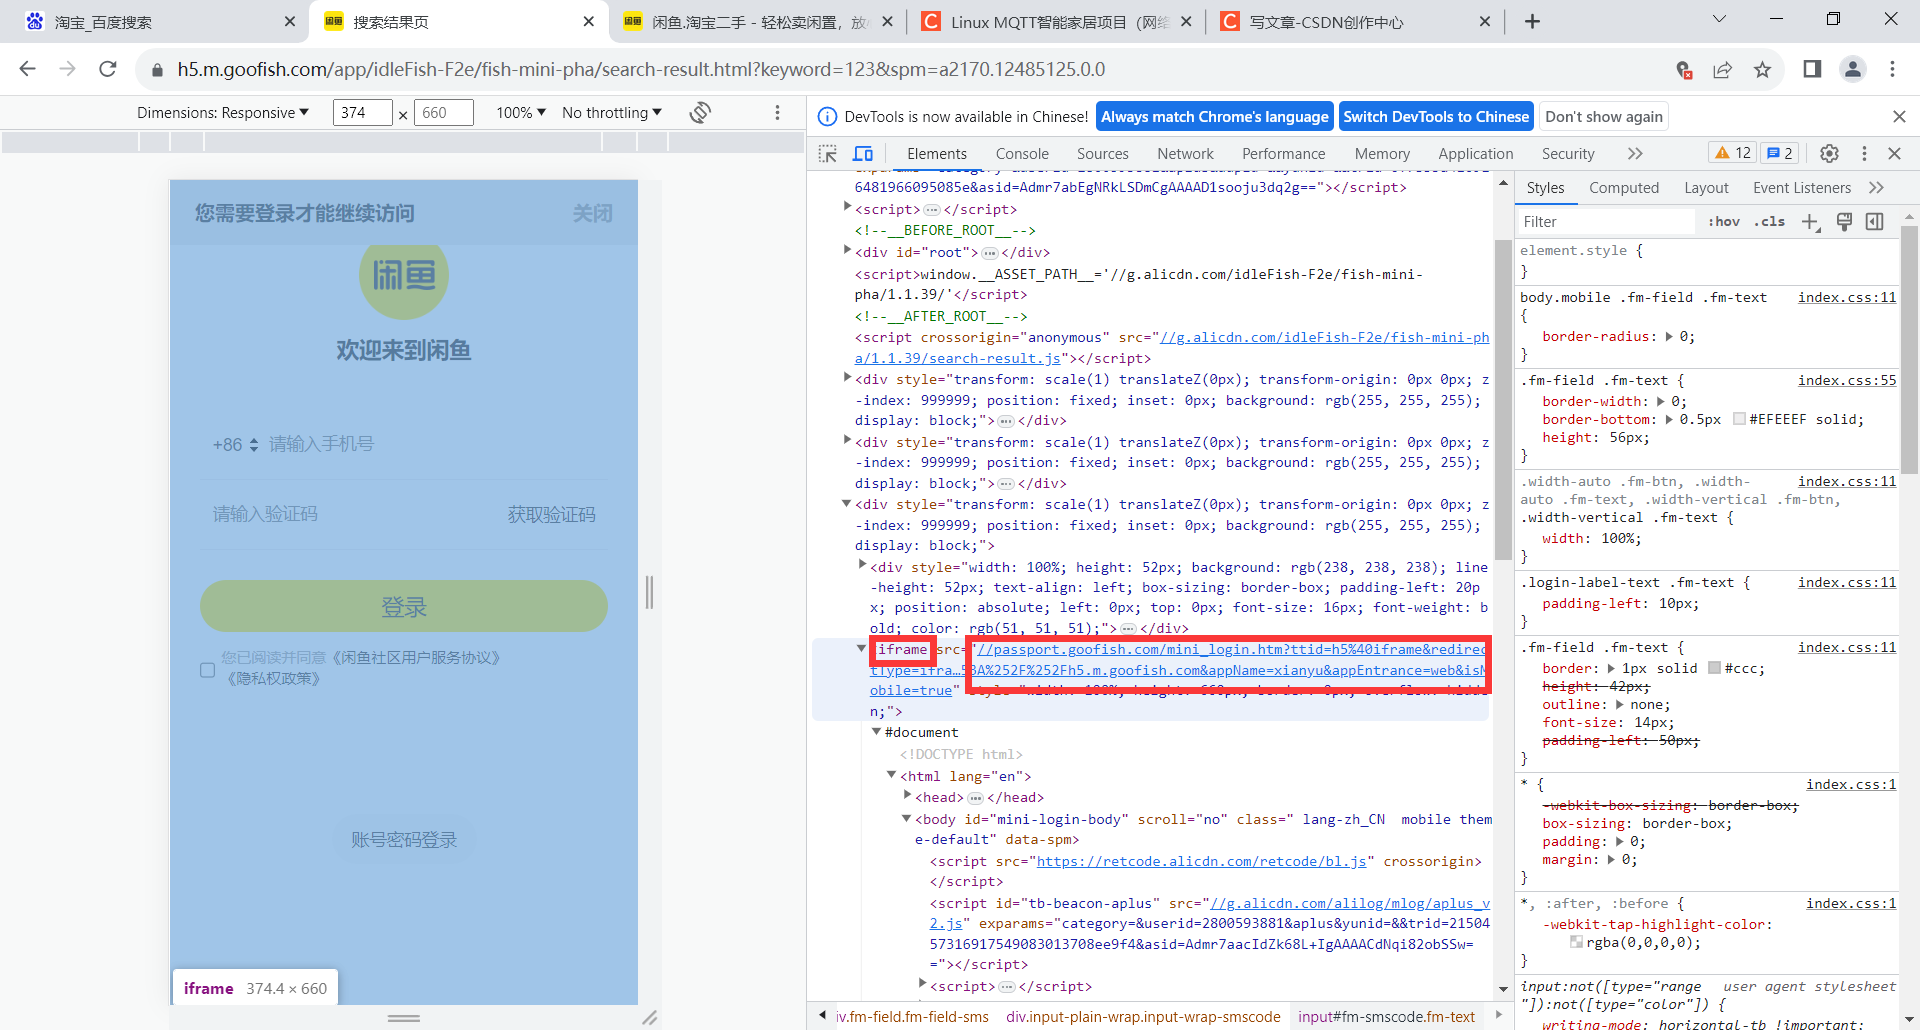 淘宝_百度搜索
搜索结果页
闲鱼.淘宝二手 - 轻松卖闲置，放
Linux MQTT智能家居项目（网络
写文章-CSDN创作中心
h5.m.goofish.com/app/idleFish-F2e/fish-mini-pha/search-result.html?keyword=123&spm=a2170.12485125.0.0
Dimensions: Responsive 374 × 660 100% No throttling
您需要登录才能继续访问 关闭
闲鱼
欢迎来到闲鱼
+86 请输入手机号
请输入验证码 获取验证码
登录
您已阅读并同意《闲鱼社区用户服务协议》
《隐私权政策》
账号密码登录
iframe 374.4 × 660
DevTools is now available in Chinese! Always match Chrome's language Switch DevTools to Chinese Don't show again
Elements Console Sources Network Performance Memory Application Security 12 2
6481966095085e&asid=Admr7abEgNRkLSDmCgAAAAD1sooju3dq2g=="></script>
<script>…</script>
<!--__BEFORE_ROOT__-->
<div id="root">…</div>
<script>window.__ASSET_PATH__='//g.alicdn.com/idleFish-F2e/fish-mini-
pha/1.1.39/'</script>
<!--__AFTER_ROOT__-->
<script crossorigin="anonymous" src="//g.alicdn.com/idleFish-F2e/fish-mini-ph
a/1.1.39/search-result.js"></script>
<div style="transform: scale(1) translateZ(0px); transform-origin: 0px 0px; z
-index: 999999; position: fixed; inset: 0px; background: rgb(255, 255, 255);
display: block;">…</div>
<div style="transform: scale(1) translateZ(0px); transform-origin: 0px 0px; z
-index: 999999; position: fixed; inset: 0px; background: rgb(255, 255, 255);
display: block;">…</div>
<div style="transform: scale(1) translateZ(0px); transform-origin: 0px 0px; z
-index: 999999; position: fixed; inset: 0px; background: rgb(255, 255, 255);
display: block;">
<div style="width: 100%; height: 52px; background: rgb(238, 238, 238); line
-height: 52px; text-align: left; box-sizing: border-box; padding-left: 20p
x; position: absolute; left: 0px; top: 0px; font-size: 16px; font-weight: b
old; color: rgb(51, 51, 51);">…</div>
<iframe src="//passport.goofish.com/mini_login.htm?ttid=h5%40iframe&redirec
tType=ifra…53A%252F%252Fh5.m.goofish.com&appName=xianyu&appEntrance=web&isM
obile=true" style="width: 100%; height: 660px; border: 0px; overflow: hidde
n;">
#document
<!DOCTYPE html>
<html lang="en">
<head>…</head>
<body id="mini-login-body" scroll="no" class=" lang-zh_CN  mobile them
e-default" data-spm>
<script src="https://retcode.alicdn.com/retcode/bl.js" crossorigin>
</script>
<script id="tb-beacon-aplus" src="//g.alicdn.com/alilog/mlog/aplus_v
2.js" exparams="category=&userid=2800593881&aplus&yunid=&&trid=21504
57316917549083013708ee9f4&asid=Admr7aacIdZk68L+IgAAAACdNqi82obSSw=
="></script>
<script>…</script>
iv.fm-field.fm-field-sms div.input-plain-wrap.input-wrap-smscode input#fm-smscode.fm-text
Styles Computed Layout Event Listeners
Filter :hov .cls
element.style {
}
body.mobile .fm-field .fm-text index.css:11
{
border-radius: 0;
}
.fm-field .fm-text { index.css:55
border-width: 0;
border-bottom: 0.5px #EFEEEF solid;
height: 56px;
}
.width-auto .fm-btn, .width- index.css:11
auto .fm-text, .width-vertical .fm-btn,
.width-vertical .fm-text {
width: 100%;
}
.login-label-text .fm-text { index.css:11
padding-left: 10px;
}
.fm-field .fm-text { index.css:11
border: 1px solid #ccc;
height: 42px;
outline: none;
font-size: 14px;
padding-left: 50px;
}
* { index.css:1
-webkit-box-sizing: border-box;
box-sizing: border-box;
padding: 0;
margin: 0;
}
*, :after, :before { index.css:1
-webkit-tap-highlight-color:
rgba(0,0,0,0);
}
input:not([type="range user agent stylesheet
"]):not([type="color"]) {
writing-mode: horizontal-tb !important;